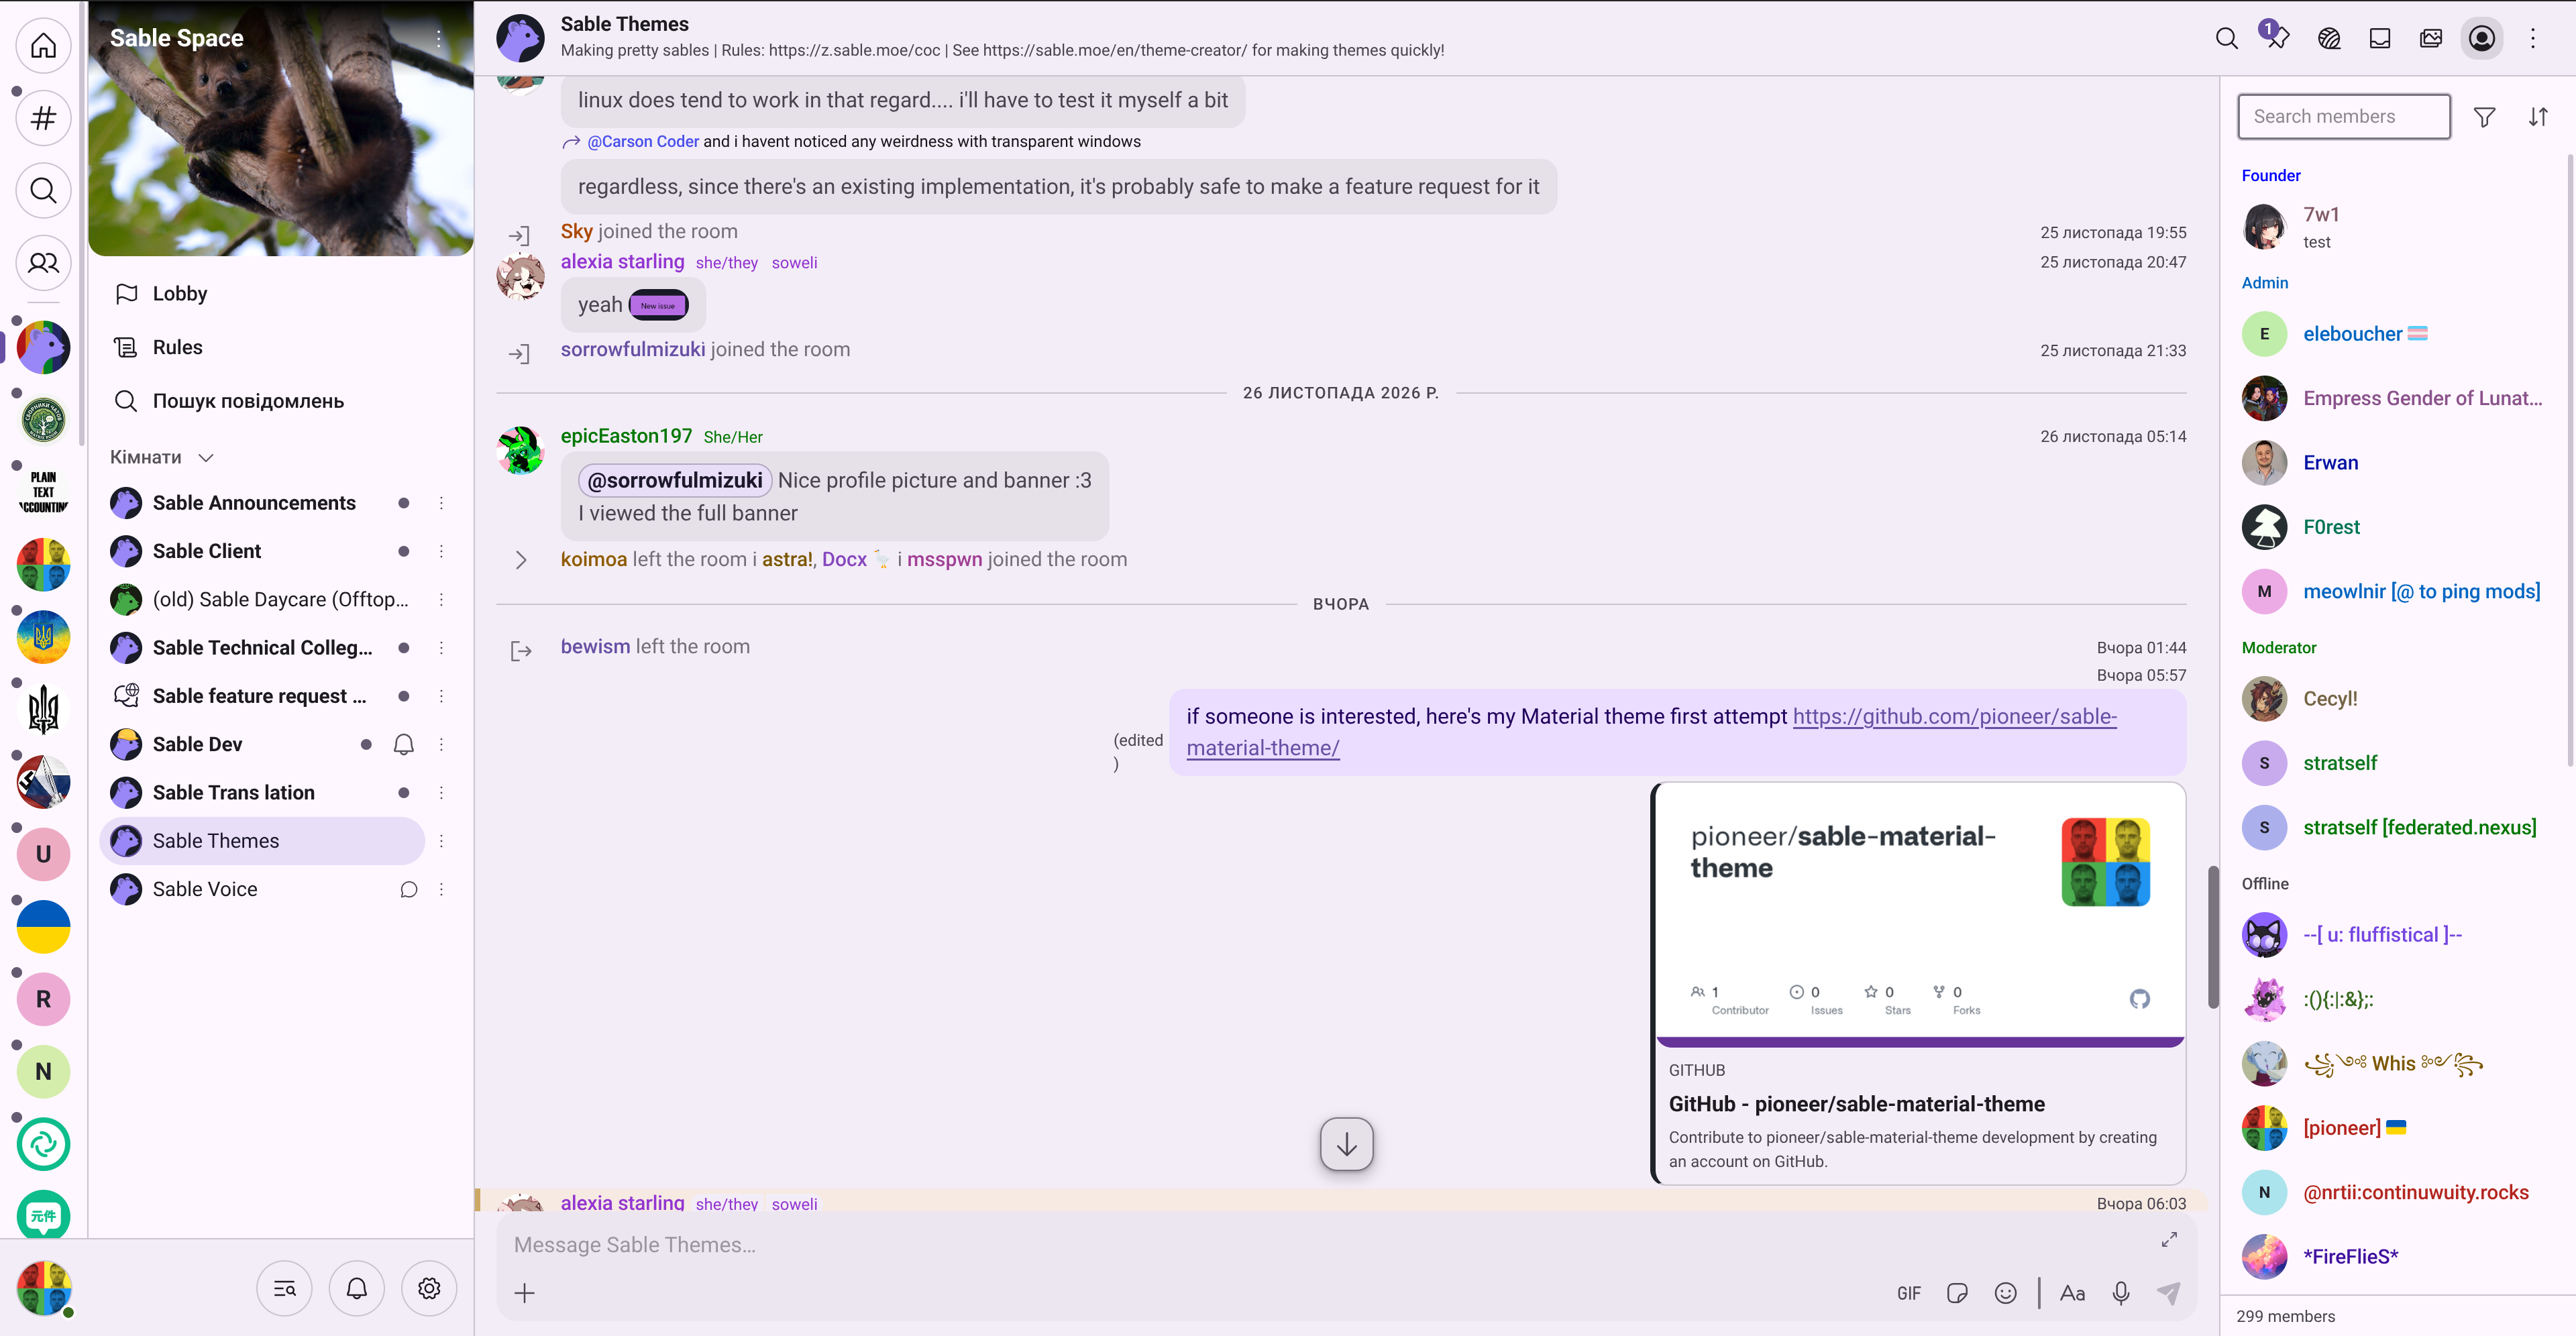 Sable Space
Lobby
Rules
Пошук повідомлень
Кімнати
Sable Announcements
Sable Client
(old) Sable Daycare (Offtop...
Sable Technical Colleg...
Sable feature request ...
Sable Dev
Sable Trans lation
Sable Themes
Sable Voice
PLAIN
TEXT
U
R
N
元件
Sable Themes
Making pretty sables | Rules: https://z.sable.moe/coc | See https://sable.moe/en/theme-creator/ for making themes quickly!
1
linux does tend to work in that regard.... i'll have to test it myself a bit
@Carson Coder and i havent noticed any weirdness with transparent windows
regardless, since there's an existing implementation, it's probably safe to make a feature request for it
Sky joined the room 25 листопада 19:55
alexia starling she/they soweli 25 листопада 20:47
yeah New issue
sorrowfulmizuki joined the room 25 листопада 21:33
26 ЛИСТОПАДА 2026 Р.
epicEaston197 She/Her 26 листопада 05:14
@sorrowfulmizuki Nice profile picture and banner :3
I viewed the full banner
koimoa left the room і astra!, Docx і msspwn joined the room
ВЧОРА
bewism left the room Вчора 01:44
Вчора 05:57
if someone is interested, here's my Material theme first attempt https://github.com/pioneer/sable-
material-theme/
(edited
)
pioneer/sable-material-
theme
1 0 0 0
Contributor Issues Stars Forks
GITHUB
GitHub - pioneer/sable-material-theme
Contribute to pioneer/sable-material-theme development by creating
an account on GitHub.
alexia starling she/they soweli Вчора 06:03
Message Sable Themes...
GIF Aa
Search members
Founder
7w1
test
Admin
E eleboucher
Empress Gender of Lunat...
Erwan
F0rest
M meowlnir [@ to ping mods]
Moderator
Cecyl!
S stratself
S stratself [federated.nexus]
Offline
--[ u: fluffistical ]--
:(){:|:&};:
Whis
[pioneer]
N @nrtii:continuwuity.rocks
*FireFlieS*
299 members